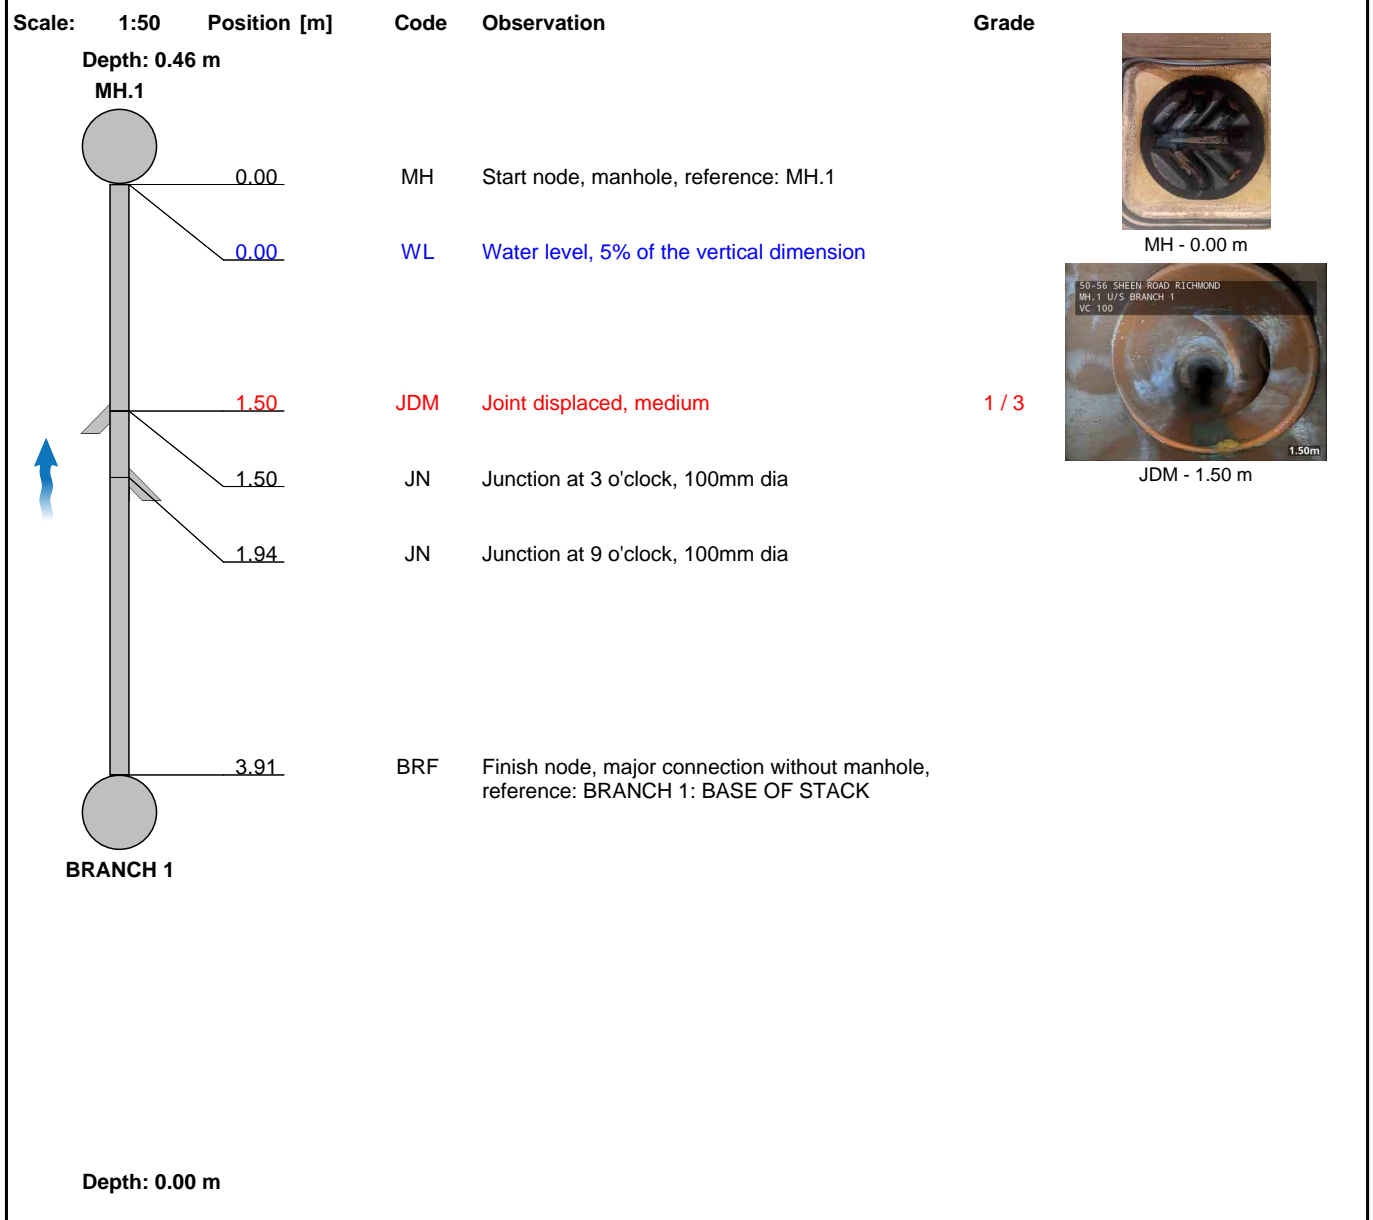 Scale: 1:50 Position [m] Code Observation Grade
Depth: 0.46 m
MH.1
0.00 MH Start node, manhole, reference: MH.1
0.00 WL Water level, 5% of the vertical dimension
MH - 0.00 m
50-56 SHEEN ROAD RICHMOND
MH.1 U/S BRANCH 1
VC 100
1.50 JDM Joint displaced, medium 1 / 3
1.50m
JDM - 1.50 m
1.50 JN Junction at 3 o'clock, 100mm dia
1.94 JN Junction at 9 o'clock, 100mm dia
3.91 BRF Finish node, major connection without manhole,
reference: BRANCH 1: BASE OF STACK
BRANCH 1
Depth: 0.00 m